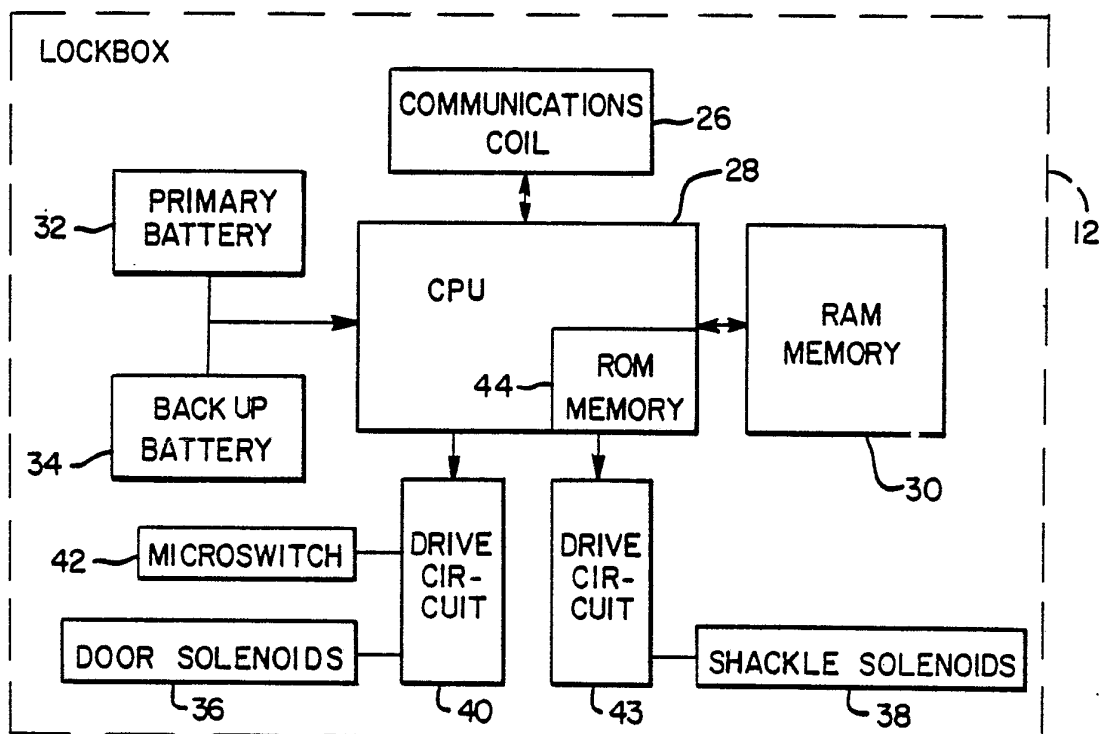 LOCKBOX
COMMUNICATIONS
COIL
26
28
PRIMARY
BATTERY
32
12
CPU
RAM
MEMORY
44
ROM
MEMORY
BACK UP
BATTERY
34
30
42
MICROSWITCH
DRIVE
CIR-
CUIT
DRIVE
CIR-
CUIT
DOOR SOLENOIDS
SHACKLE SOLENOIDS
36
40
43
38